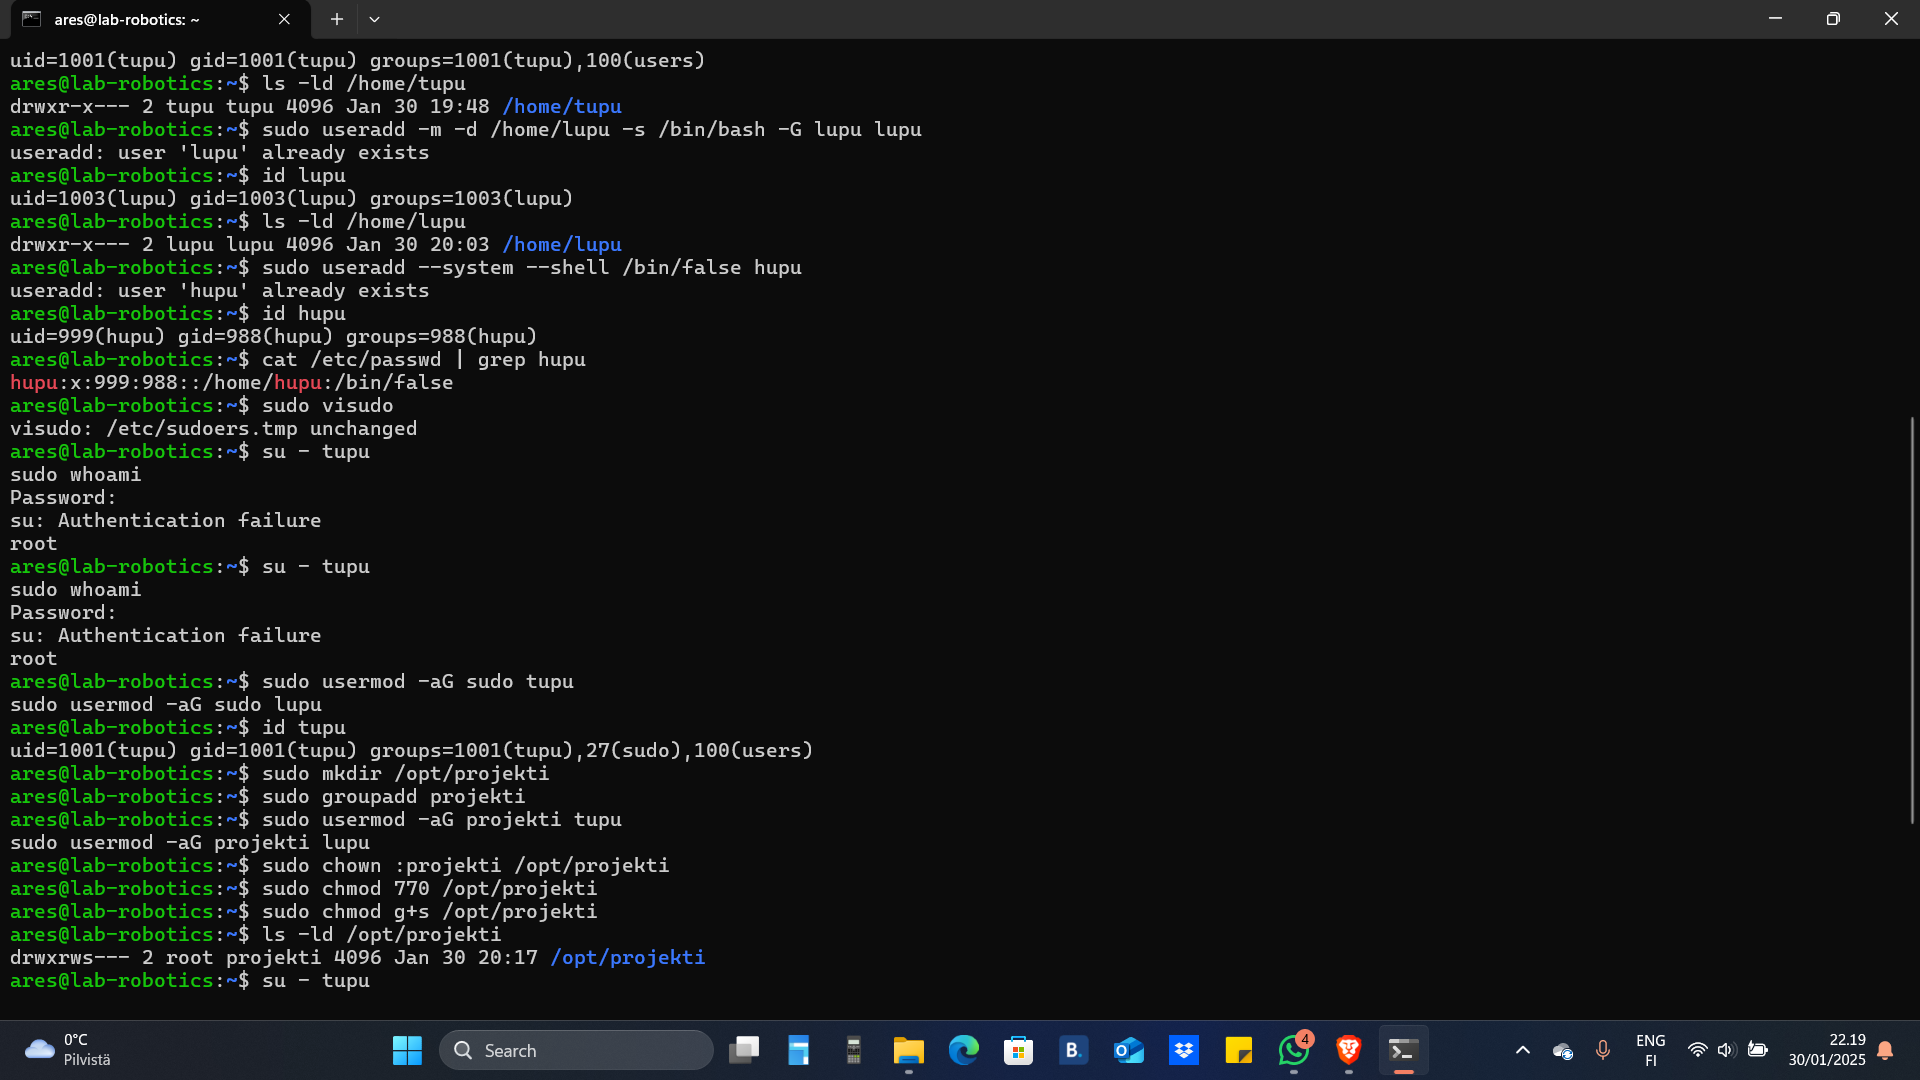 ares@lab-robotics: ~
uid=1001(tupu) gid=1001(tupu) groups=1001(tupu),100(users)
ares@lab-robotics:~$ ls -ld /home/tupu
drwxr-x--- 2 tupu tupu 4096 Jan 30 19:48 /home/tupu
ares@lab-robotics:~$ sudo useradd -m -d /home/lupu -s /bin/bash -G lupu lupu
useradd: user 'lupu' already exists
ares@lab-robotics:~$ id lupu
uid=1003(lupu) gid=1003(lupu) groups=1003(lupu)
ares@lab-robotics:~$ ls -ld /home/lupu
drwxr-x--- 2 lupu lupu 4096 Jan 30 20:03 /home/lupu
ares@lab-robotics:~$ sudo useradd --system --shell /bin/false hupu
useradd: user 'hupu' already exists
ares@lab-robotics:~$ id hupu
uid=999(hupu) gid=988(hupu) groups=988(hupu)
ares@lab-robotics:~$ cat /etc/passwd | grep hupu
hupu:x:999:988::/home/hupu:/bin/false
ares@lab-robotics:~$ sudo visudo
visudo: /etc/sudoers.tmp unchanged
ares@lab-robotics:~$ su - tupu
sudo whoami
Password:
su: Authentication failure
root
ares@lab-robotics:~$ su - tupu
sudo whoami
Password:
su: Authentication failure
root
ares@lab-robotics:~$ sudo usermod -aG sudo tupu
sudo usermod -aG sudo lupu
ares@lab-robotics:~$ id tupu
uid=1001(tupu) gid=1001(tupu) groups=1001(tupu),27(sudo),100(users)
ares@lab-robotics:~$ sudo mkdir /opt/projekti
ares@lab-robotics:~$ sudo groupadd projekti
ares@lab-robotics:~$ sudo usermod -aG projekti tupu
sudo usermod -aG projekti lupu
ares@lab-robotics:~$ sudo chown :projekti /opt/projekti
ares@lab-robotics:~$ sudo chmod 770 /opt/projekti
ares@lab-robotics:~$ sudo chmod g+s /opt/projekti
ares@lab-robotics:~$ ls -ld /opt/projekti
drwxrws--- 2 root projekti 4096 Jan 30 20:17 /opt/projekti
ares@lab-robotics:~$ su - tupu
0°C
Pilvistä
Search
B.
4
ENG
FI
22.19
30/01/2025